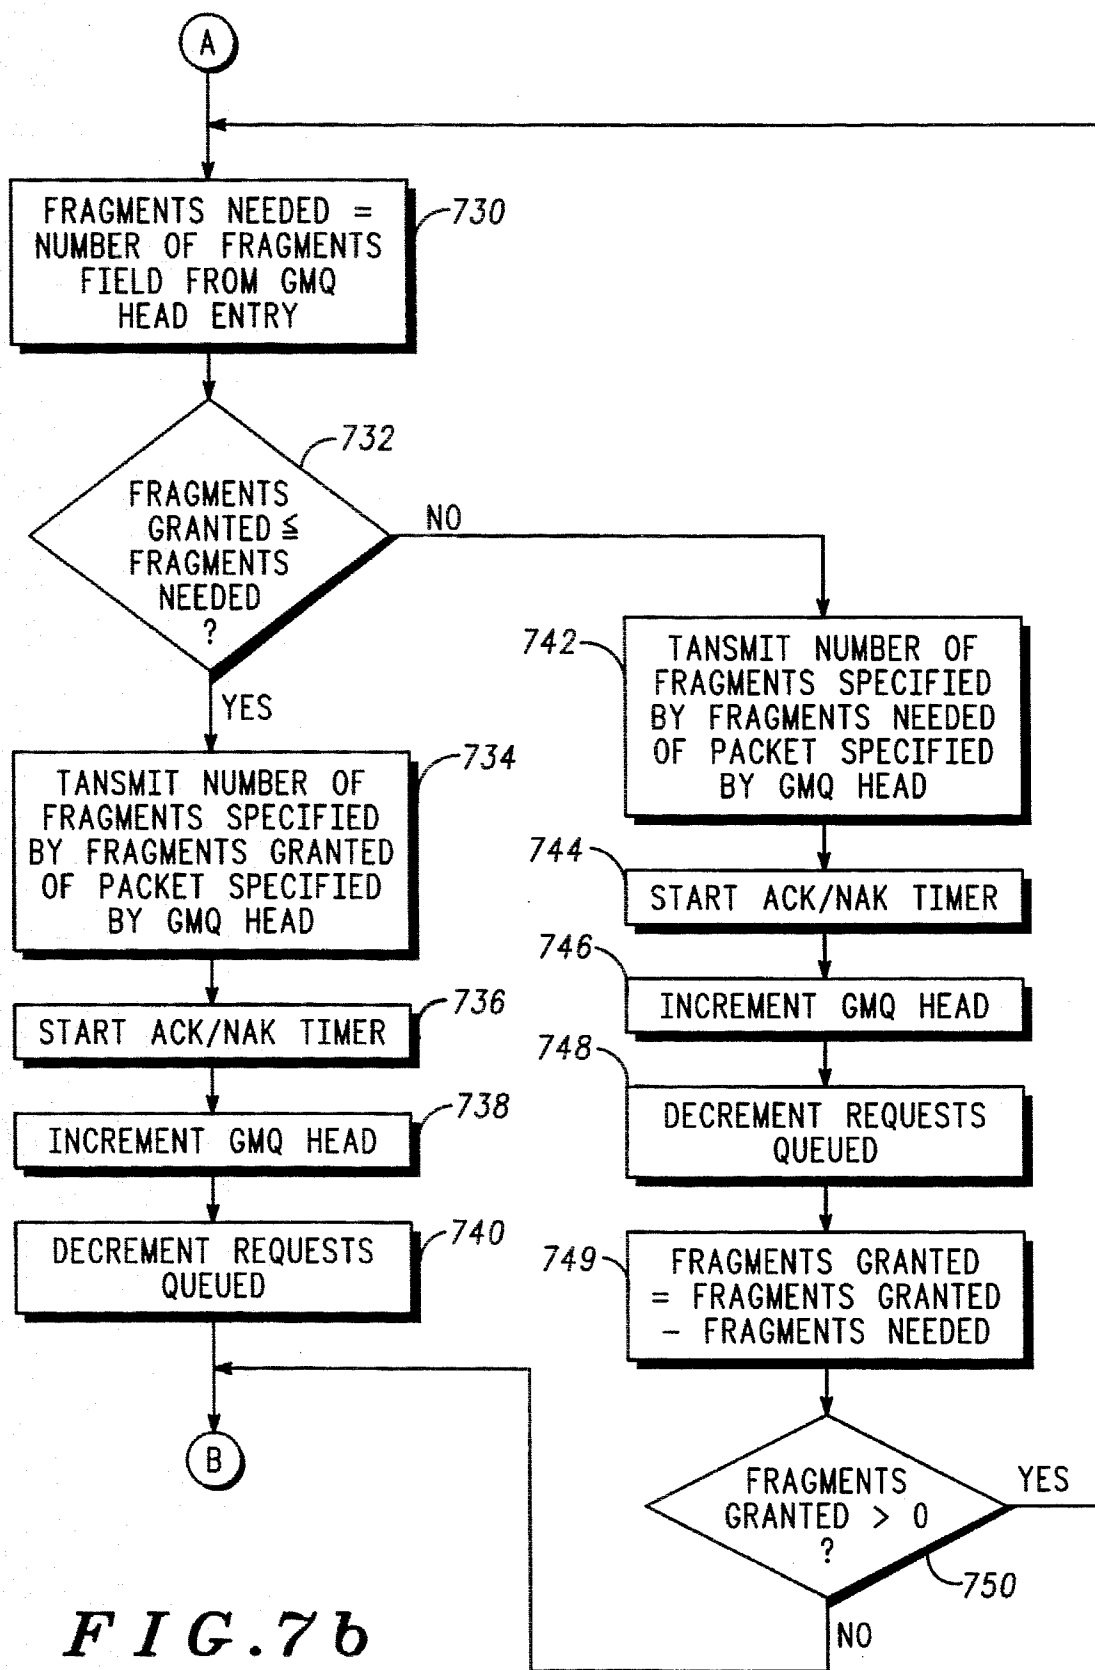 A
FRAGMENTS NEEDED =
NUMBER OF FRAGMENTS
FIELD FROM GMQ
HEAD ENTRY
730
FRAGMENTS
GRANTED ≦
FRAGMENTS
NEEDED
?
732
NO
YES
TANSMIT NUMBER OF
FRAGMENTS SPECIFIED
BY FRAGMENTS GRANTED
OF PACKET SPECIFIED
BY GMQ HEAD
734
START ACK/NAK TIMER
736
INCREMENT GMQ HEAD
738
DECREMENT REQUESTS
QUEUED
740
B
742
TANSMIT NUMBER OF
FRAGMENTS SPECIFIED
BY FRAGMENTS NEEDED
OF PACKET SPECIFIED
BY GMQ HEAD
744
START ACK/NAK TIMER
746
INCREMENT GMQ HEAD
748
DECREMENT REQUESTS
QUEUED
749
FRAGMENTS GRANTED
= FRAGMENTS GRANTED
- FRAGMENTS NEEDED
FRAGMENTS
GRANTED > 0
?
YES
750
NO
FIG.7b